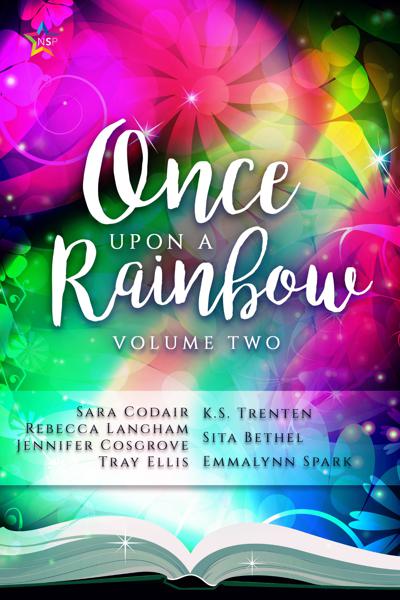 NSP
Once
UPON A
Rainbow
VOLUME TWO
SARA CODAIR
REBECCA LANGHAM
JENNIFER COSGROVE
TRAY ELLIS
K.S. TRENTEN
SITA BETHEL
EMMALYNN SPARK